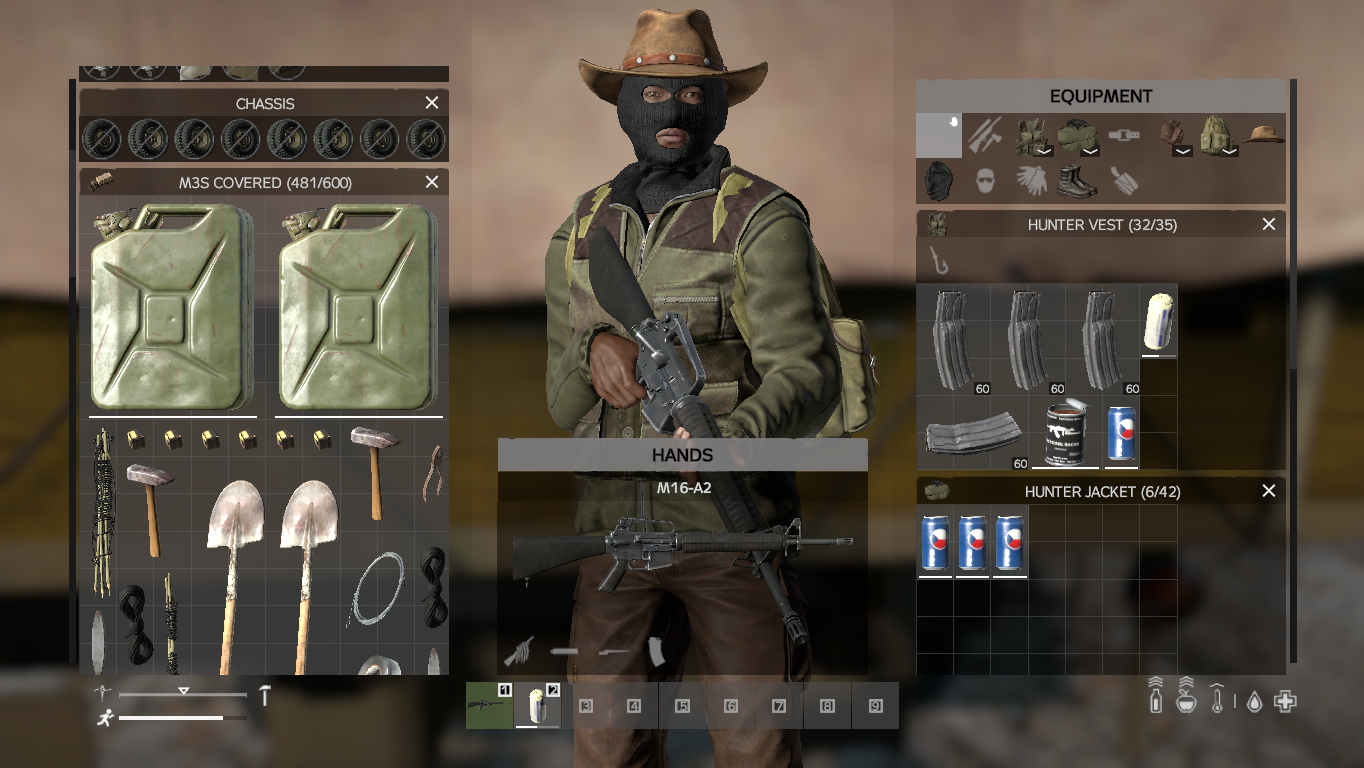 CHASSIS
M3S COVERED (481/600)
EQUIPMENT
HUNTER VEST (32/35)
60
60
60
60
HUNTER JACKET (6/42)
HANDS
M16-A2
1
2
3
4
5
6
7
8
9